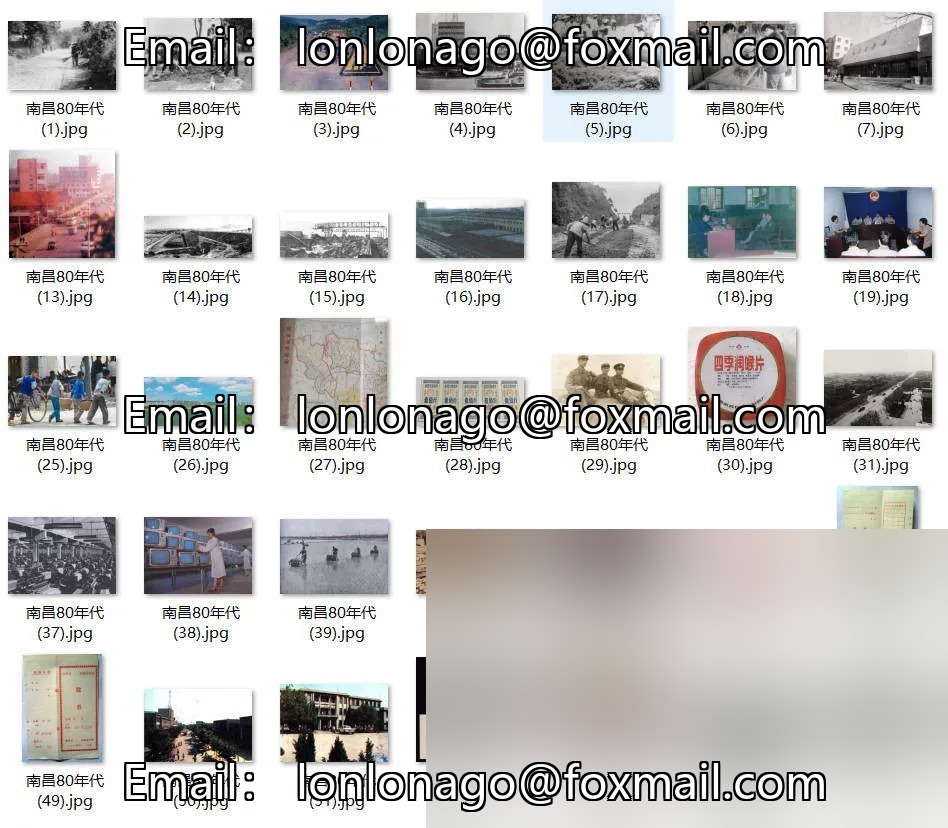 Email： lonlonago@foxmail.com
南昌80年代 南昌80年代 南昌80年代 南昌80年代 南昌80年代 南昌80年代 南昌80年代
(1).jpg (2).jpg (3).jpg (4).jpg (5).jpg (6).jpg (7).jpg
南昌80年代 南昌80年代 南昌80年代 南昌80年代 南昌80年代 南昌80年代 南昌80年代
(13).jpg (14).jpg (15).jpg (16).jpg (17).jpg (18).jpg (19).jpg
四季润喉片
Email： lonlonago@foxmail.com
南昌80年代 南昌80年代 南昌80年代 南昌80年代 南昌80年代 南昌80年代 南昌80年代
(25).jpg (26).jpg (27).jpg (28).jpg (29).jpg (30).jpg (31).jpg
南昌80年代 南昌80年代 南昌80年代
(37).jpg (38).jpg (39).jpg
南昌80年代
Email： lonlonago@foxmail.com
(49).jpg (50).jpg (51).jpg